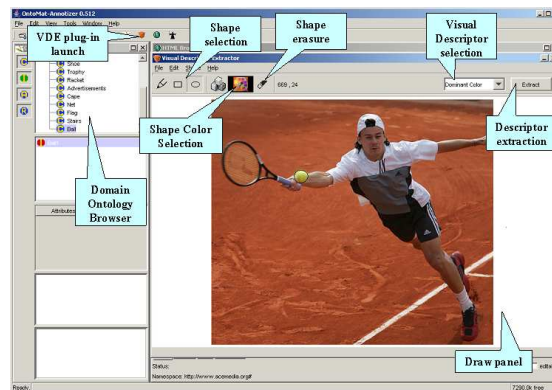 OntoMat-Annotizer 0.512
File Edit View Tools Window Help
VDE plug-in
launch
Shape
selection
Shape
erasure
Visual
Descriptor
selection
HTML Brow
Visual Descriptor Extractor
File Edit Shape Help
669 , 24
Dominant Color
Extract
Shoe
Trophy
Racket
Advertisements
Cape
Net
Flag
Stairs
Ball
Shape Color
Selection
Descriptor
extraction
Domain
Ontology
Browser
Attributes
Draw panel
Status:
Namespace: http://www.acemedia.org#
Ready
7290.0k free